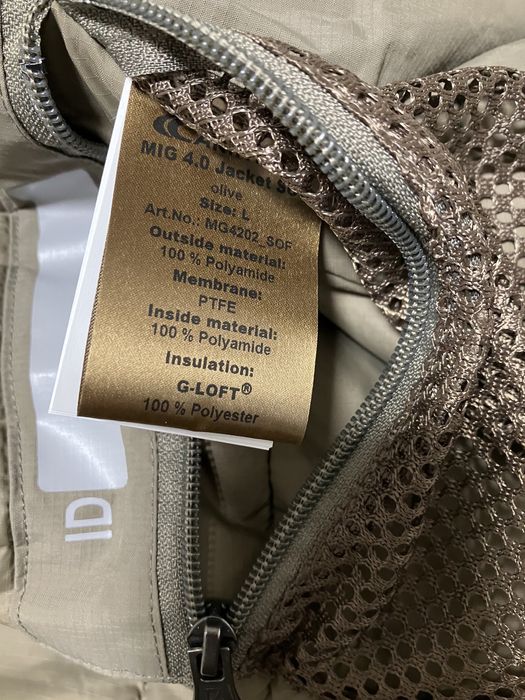 MIG 4.0 Jacket
olive
Size: L
Art.No.: MG4202_SOF
Outside material:
100 % Polyamide
Membrane:
PTFE
Inside material:
100 % Polyamide
Insulation:
G-LOFT®
100 % Polyester
ID